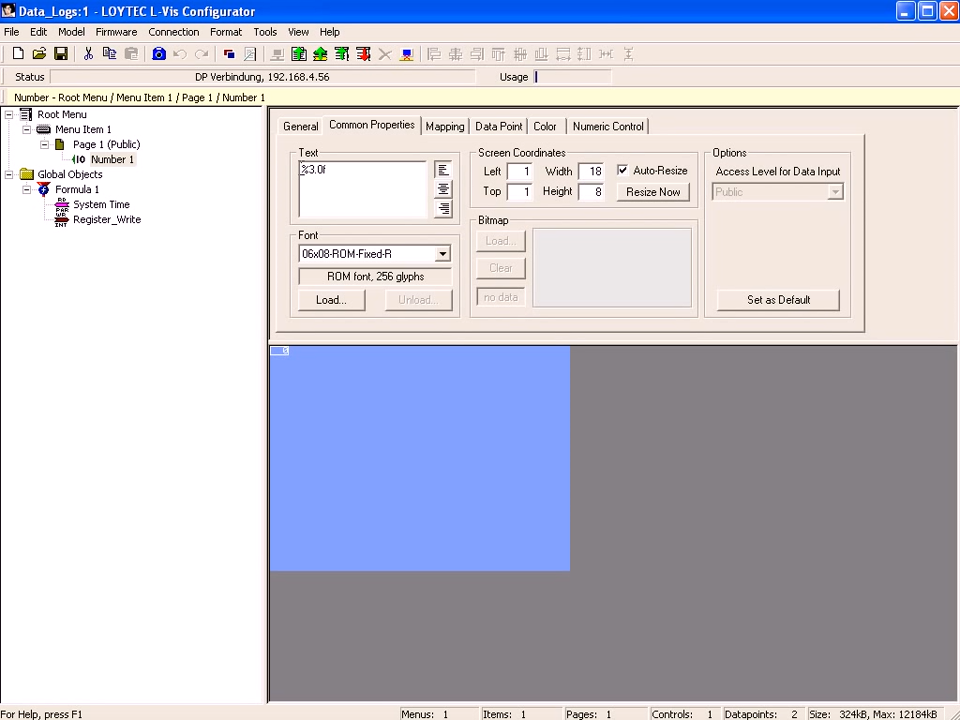 Data_Logs:1 - LOYTEC L-Vis Configurator
File Edit Model Firmware Connection Format Tools View Help
Status DP Verbindung, 192.168.4.56 Usage
Number - Root Menu / Menu Item 1 / Page 1 / Number 1
Root Menu
Menu Item 1
Page 1 (Public)
Number 1
Global Objects
Formula 1
System Time
Register_Write
General Common Properties Mapping Data Point Color Numeric Control
Text
%3.0f
Font
06x08-ROM-Fixed-R
ROM font, 256 glyphs
Load... Unload...
Screen Coordinates
Left 1 Width 18 Auto-Resize
Top 1 Height 8 Resize Now
Bitmap
Load...
Clear
no data
Options
Access Level for Data Input
Public
Set as Default
0
For Help, press F1 Menus: 1 Items: 1 Pages: 1 Controls: 1 Datapoints: 2 Size: 324kB, Max: 12184kB